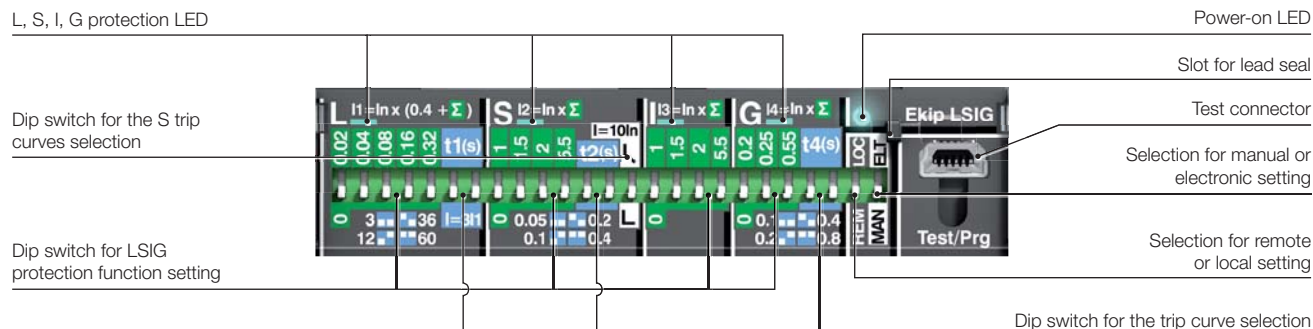 L, S, I, G protection LED
Power-on LED
Slot for lead seal
Dip switch for the S trip
curves selection
Test connector
Selection for manual or
electronic setting
Dip switch for LSIG
protection function setting
Selection for remote
or local setting
Dip switch for the trip curve selection
L I1=In x (0.4 + Σ)
0.02 0.04 0.08 0.16 0.32 t1(s)
0 3 36 I=3I1
12 60
S I2=In x Σ
I=10In
1 1.5 2 5.5 t2(s)
0 0.05 0.2
0.1 0.4
I I3=In x Σ
1 1.5 2 5.5
0
G I4=In x Σ
0.2 0.25 0.55 t4(s)
0 0.1 0.4
0.2 0.8
LOC ELT
REM MAN
Ekip LSIG
Test/Prg